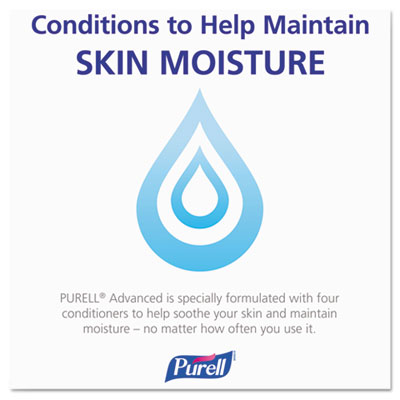 Conditions to Help Maintain
SKIN MOISTURE
PURELL® Advanced is specially formulated with four
conditioners to help soothe your skin and maintain
moisture – no matter how often you use it.
Purell